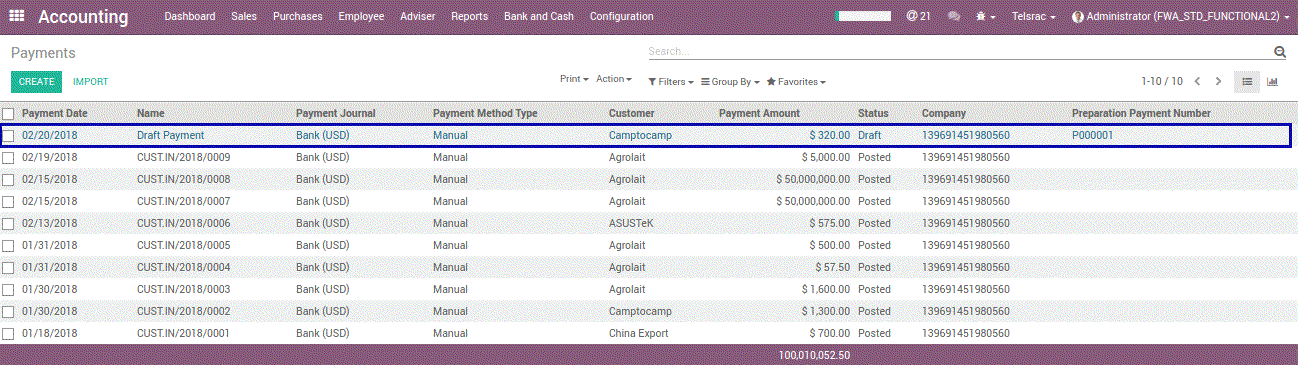 Accounting Dashboard Sales Purchases Employee Adviser Reports Bank and Cash Configuration @ 21 Telsrac Administrator (FWA_STD_FUNCTIONAL2)
Payments Search...
CREATE IMPORT Print Action Filters Group By Favorites 1-10 / 10
Payment Date Name Payment Journal Payment Method Type Customer Payment Amount Status Company Preparation Payment Number
02/20/2018 Draft Payment Bank (USD) Manual Camptocamp $ 320.00 Draft 139691451980560 P000001
02/19/2018 CUST.IN/2018/0009 Bank (USD) Manual Agrolait $ 5,000.00 Posted 139691451980560
02/15/2018 CUST.IN/2018/0008 Bank (USD) Manual Agrolait $ 50,000,000.00 Posted 139691451980560
02/15/2018 CUST.IN/2018/0007 Bank (USD) Manual Agrolait $ 50,000,000.00 Posted 139691451980560
02/13/2018 CUST.IN/2018/0006 Bank (USD) Manual ASUSTeK $ 575.00 Posted 139691451980560
01/31/2018 CUST.IN/2018/0005 Bank (USD) Manual Agrolait $ 500.00 Posted 139691451980560
01/31/2018 CUST.IN/2018/0004 Bank (USD) Manual Agrolait $ 57.50 Posted 139691451980560
01/30/2018 CUST.IN/2018/0003 Bank (USD) Manual Agrolait $ 1,600.00 Posted 139691451980560
01/30/2018 CUST.IN/2018/0002 Bank (USD) Manual Camptocamp $ 1,300.00 Posted 139691451980560
01/18/2018 CUST.IN/2018/0001 Bank (USD) Manual China Export $ 700.00 Posted 139691451980560
100,010,052.50